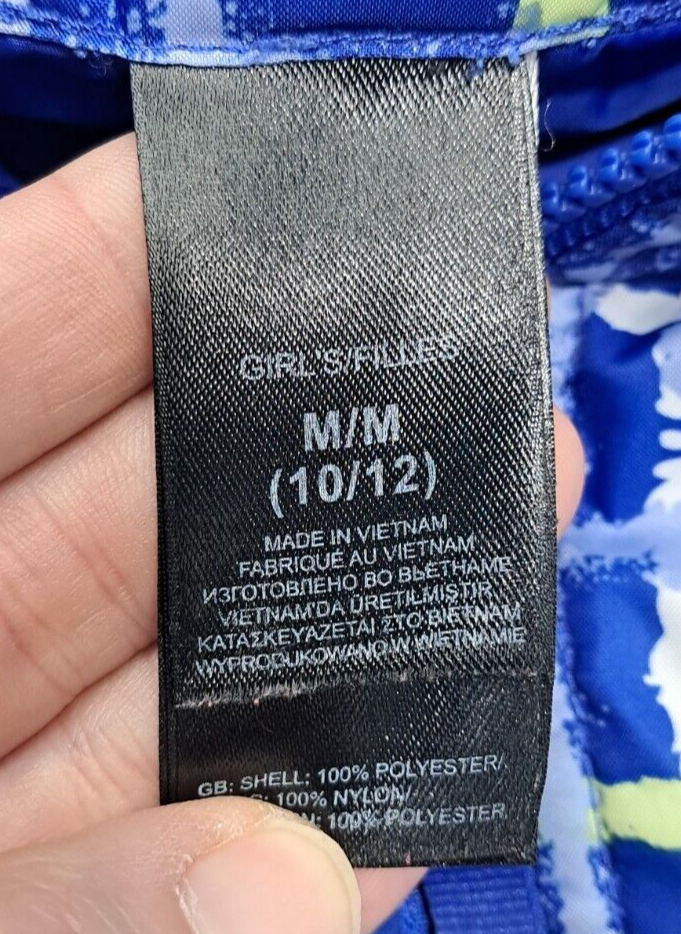 GIRL'S/FILLES
M/M
(10/12)
MADE IN VIETNAM
FABRIQUÉ AU VIETNAM
ИЗГОТОВЛЕНО ВО ВЬЕТНАМЕ
VIETNAM'DA ÜRETILMIŞTIR
ΚΑΤΑΣΚΕΥΑΖΕΤΑΙ ΣΤΟ ΒΙΕΤΝΑΜ
WYPRODUKOWANO W WIETNAMIE
GB: SHELL: 100% POLYESTER/
100% NYLON/
100% POLYESTER